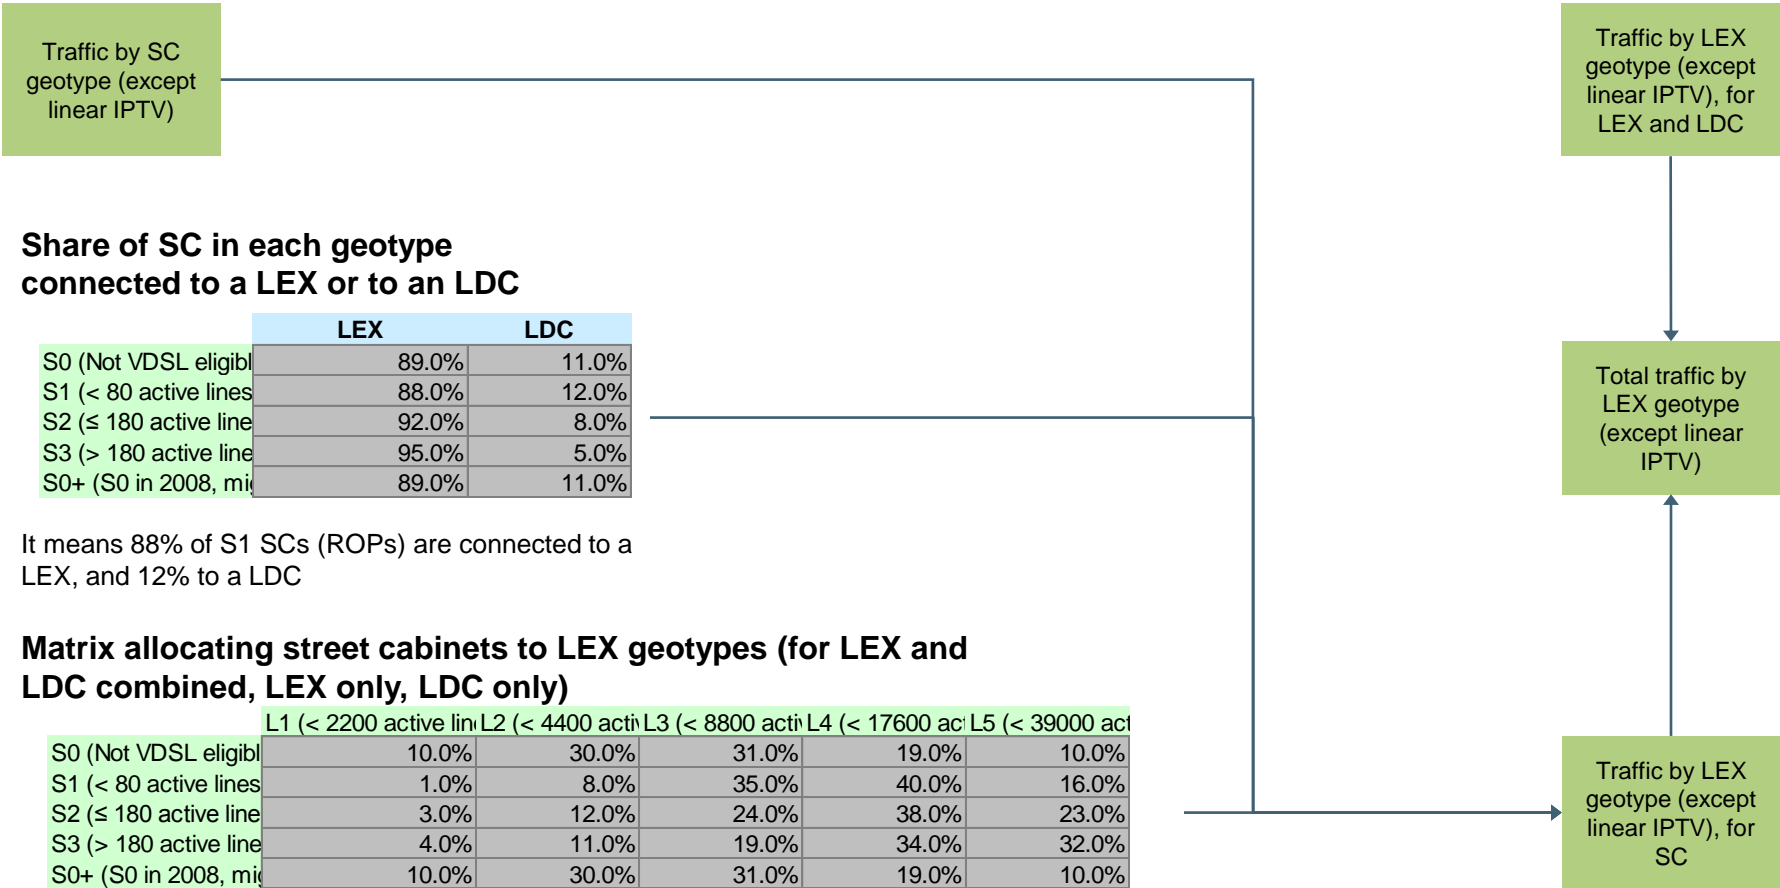 Traffic by SC
geotype (except
linear IPTV)
Traffic by LEX
geotype (except
linear IPTV), for
LEX and LDC
Share of SC in each geotype
connected to a LEX or to an LDC
LEX LDC
S0 (Not VDSL eligibl 89.0% 11.0%
S1 (< 80 active lines 88.0% 12.0%
S2 (≤ 180 active line 92.0% 8.0%
S3 (> 180 active line 95.0% 5.0%
S0+ (S0 in 2008, mig 89.0% 11.0%
Total traffic by
LEX geotype
(except linear
IPTV)
It means 88% of S1 SCs (ROPs) are connected to a
LEX, and 12% to a LDC
Matrix allocating street cabinets to LEX geotypes (for LEX and
LDC combined, LEX only, LDC only)
L1 (< 2200 active lin L2 (< 4400 acti L3 (< 8800 acti L4 (< 17600 act L5 (< 39000 act
S0 (Not VDSL eligibl 10.0% 30.0% 31.0% 19.0% 10.0%
S1 (< 80 active lines 1.0% 8.0% 35.0% 40.0% 16.0%
S2 (≤ 180 active line 3.0% 12.0% 24.0% 38.0% 23.0%
S3 (> 180 active line 4.0% 11.0% 19.0% 34.0% 32.0%
S0+ (S0 in 2008, mig 10.0% 30.0% 31.0% 19.0% 10.0%
Traffic by LEX
geotype (except
linear IPTV), for
SC